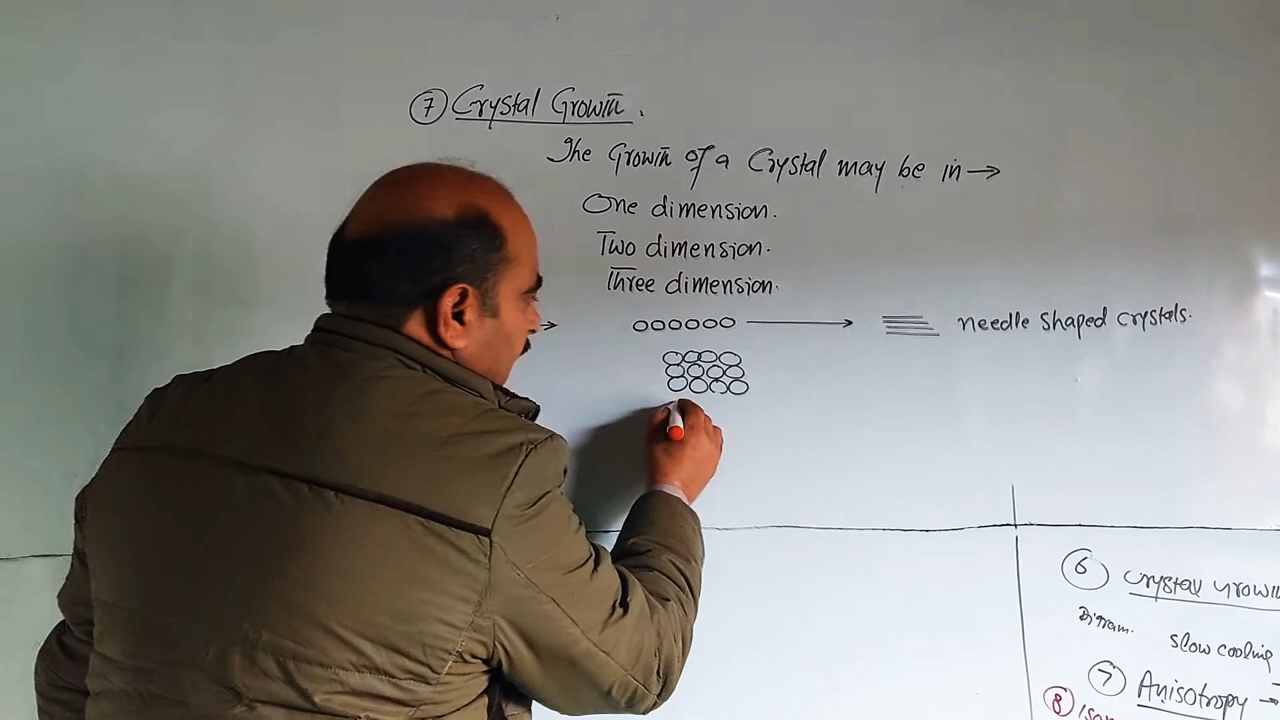 ⑦ Crystal Growth.
The Growth of a Crystal may be in →
One dimension.
Two dimension.
Three dimension.
→ needle shaped crystals.
⑥ Crystal Growth
slow cooling
⑦ Anisotropy →
⑧